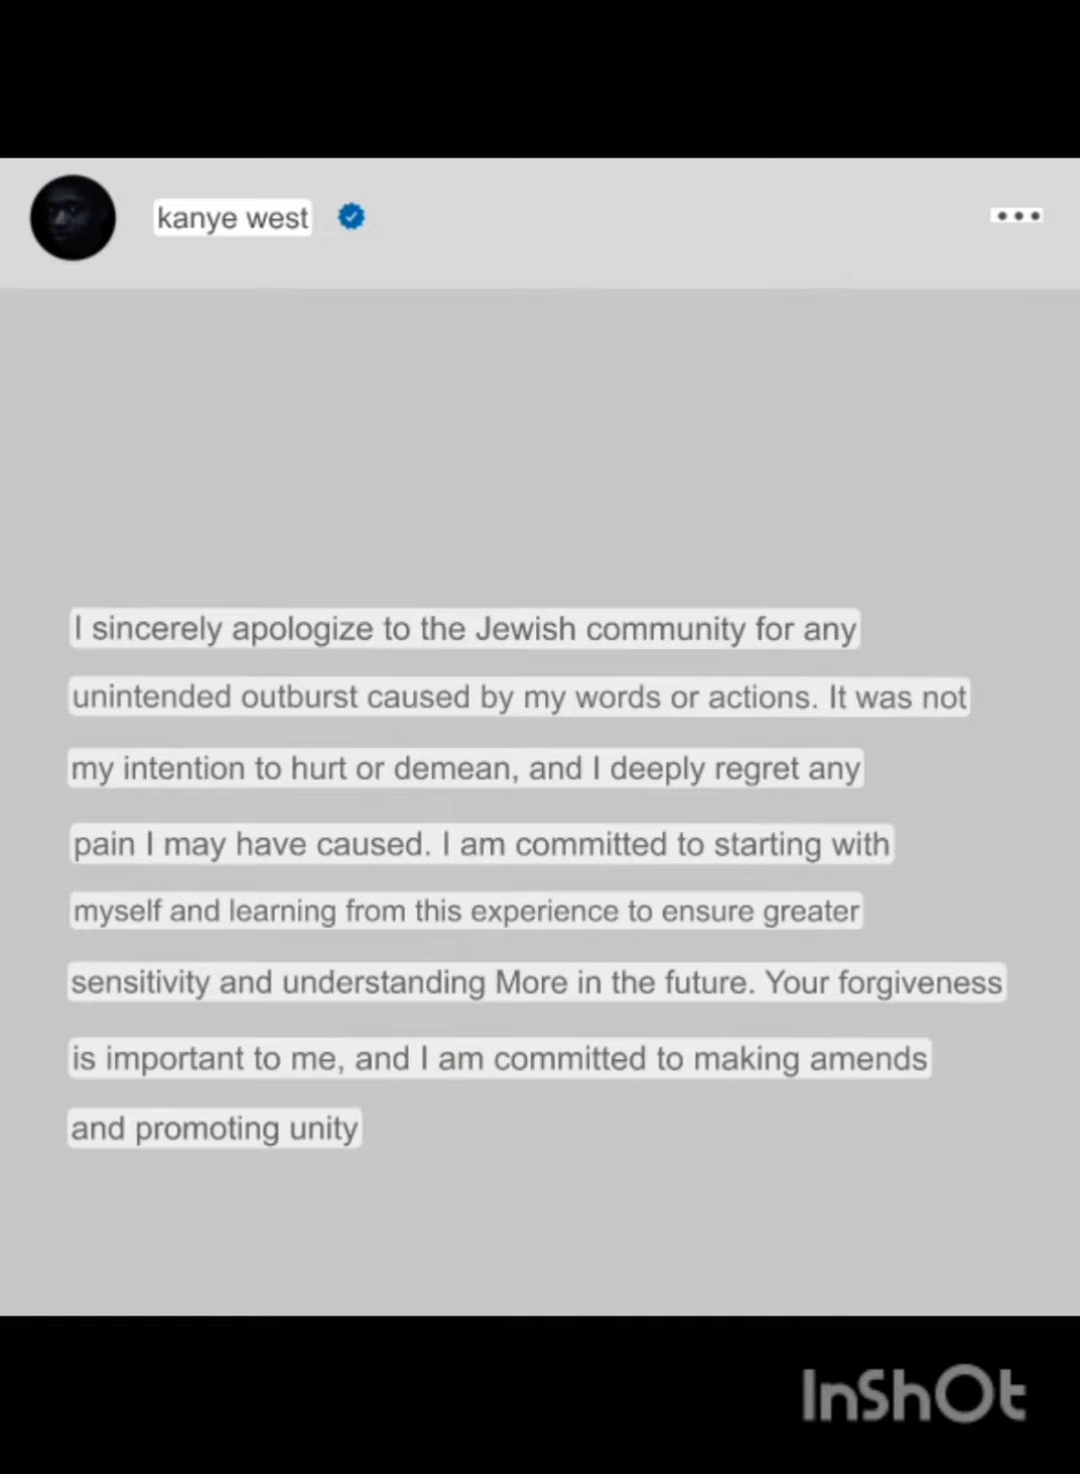 kanye west
I sincerely apologize to the Jewish community for any
unintended outburst caused by my words or actions. It was not
my intention to hurt or demean, and I deeply regret any
pain I may have caused. I am committed to starting with
myself and learning from this experience to ensure greater
sensitivity and understanding More in the future. Your forgiveness
is important to me, and I am committed to making amends
and promoting unity
InShOt